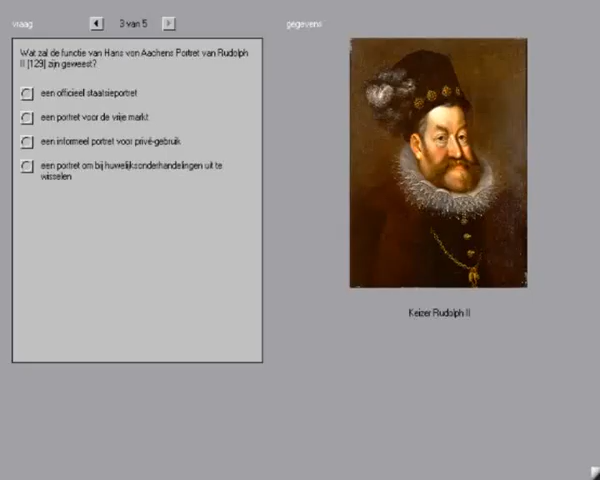 vraag
3 van 5
gegevens
Wat zal de functie van Hans von Aachens Portret van Rudolph
II [129] zijn geweest?
een officieel staatsieportret
een portret voor de vrije markt
een informeel portret voor privé-gebruik
een portret om bij huwelijksonderhandelingen uit te
wisselen
Keizer Rudolph II